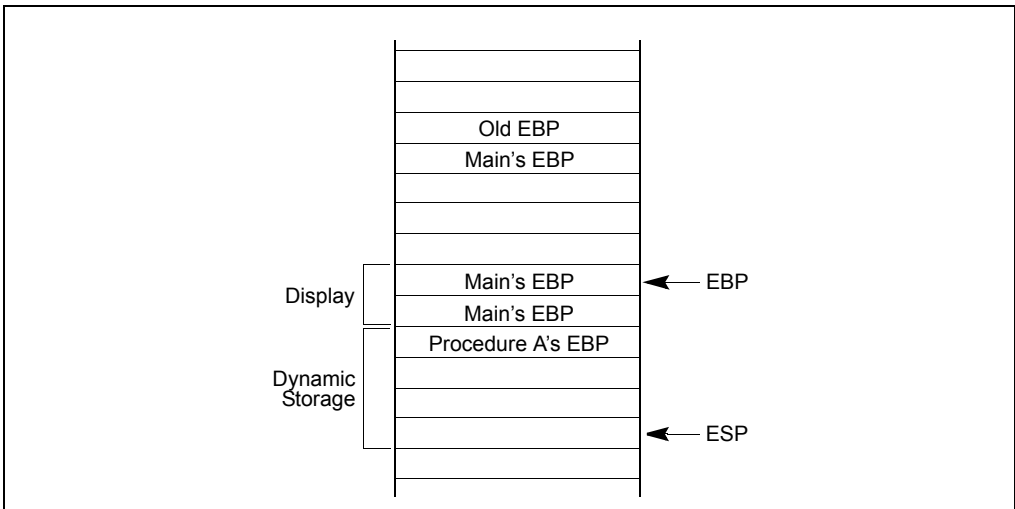 Old EBP
Main's EBP
Main's EBP
EBP
Display
Main's EBP
Procedure A's EBP
Dynamic
Storage
ESP